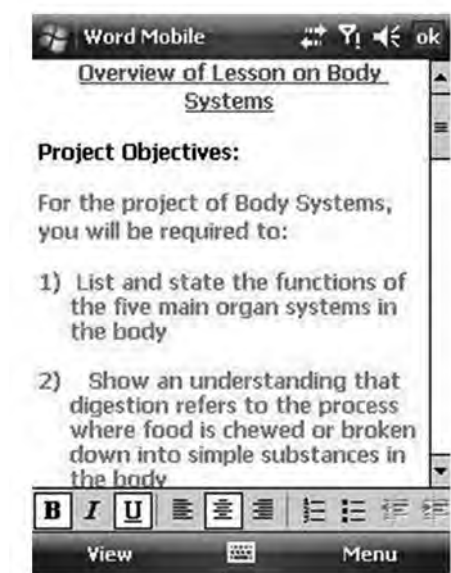 Word Mobile ok
Overview of Lesson on Body
Systems
Project Objectives:
For the project of Body Systems,
you will be required to:
1) List and state the functions of
the five main organ systems in
the body
2) Show an understanding that
digestion refers to the process
where food is chewed or broken
down into simple substances in
the body
B I U
View Menu